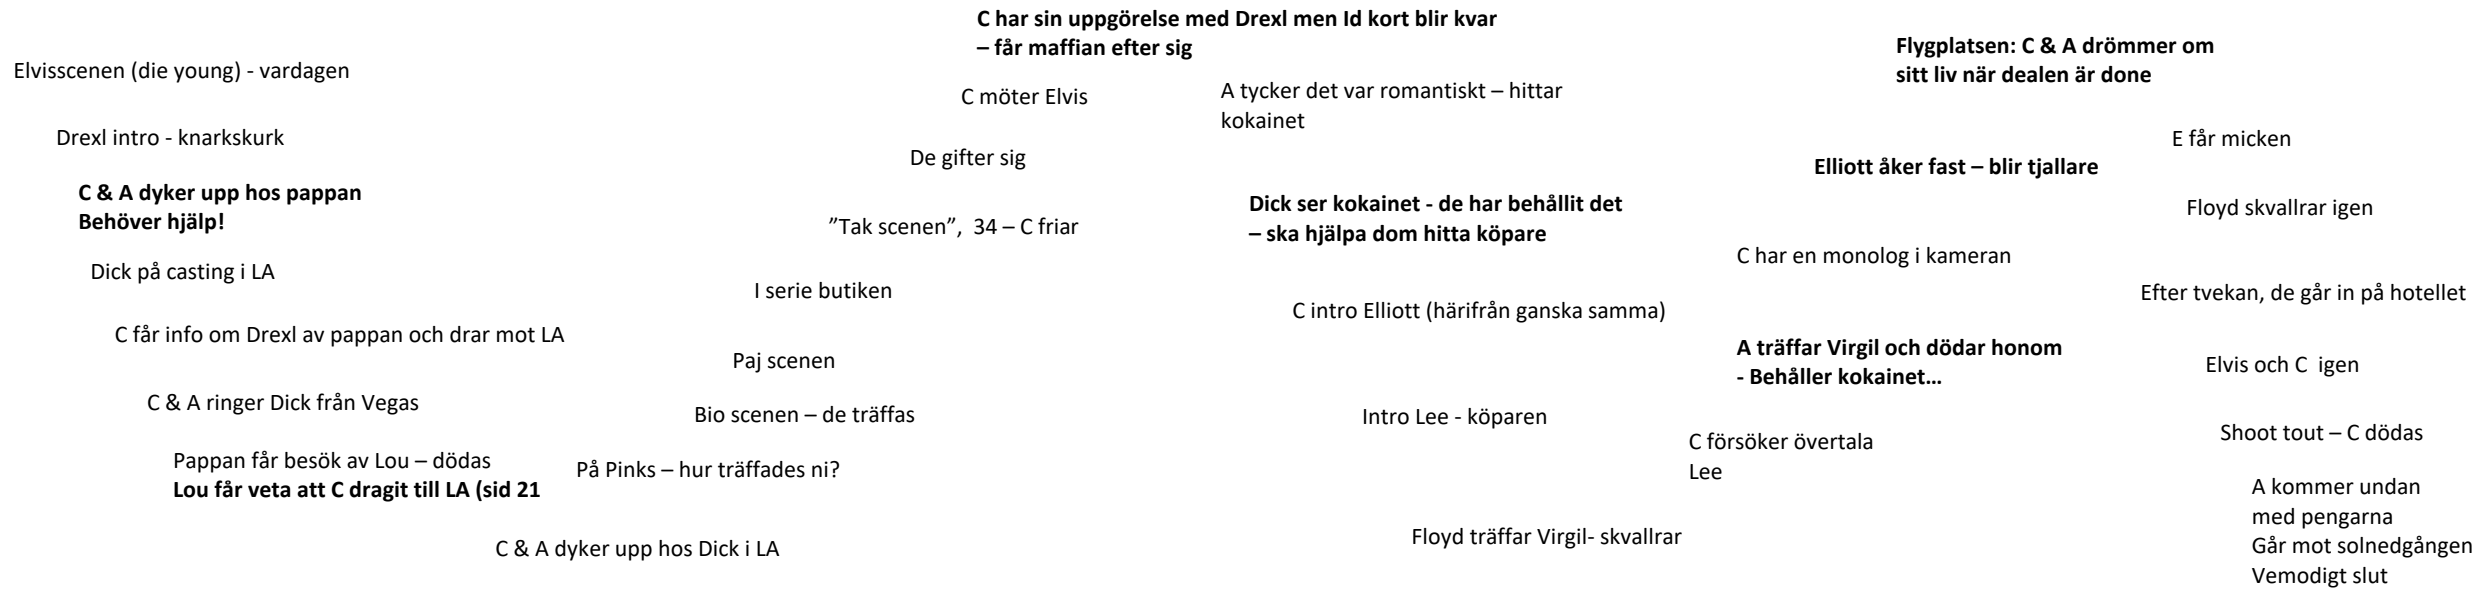 Elvisscenen (die young) - vardagen
Drexl intro - knarkskurk
C & A dyker upp hos pappan
Behöver hjälp!
Dick på casting i LA
C får info om Drexl av pappan och drar mot LA
C & A ringer Dick från Vegas
Pappan får besök av Lou – dödas
Lou får veta att C dragit till LA (sid 21
C & A dyker upp hos Dick i LA
På Pinks – hur träffades ni?
Bio scenen – de träffas
Paj scenen
I serie butiken
”Tak scenen”, 34 – C friar
De gifter sig
C möter Elvis
C har sin uppgörelse med Drexl men Id kort blir kvar
– får maffian efter sig
A tycker det var romantiskt – hittar
kokainet
Dick ser kokainet - de har behållit det
– ska hjälpa dom hitta köpare
C intro Elliott (härifrån ganska samma)
Intro Lee - köparen
Floyd träffar Virgil- skvallrar
C försöker övertala
Lee
A träffar Virgil och dödar honom
- Behåller kokainet…
C har en monolog i kameran
Elliott åker fast – blir tjallare
Flygplatsen: C & A drömmer om
sitt liv när dealen är done
E får micken
Floyd skvallrar igen
Efter tvekan, de går in på hotellet
Elvis och C  igen
Shoot tout – C dödas
A kommer undan
med pengarna
Går mot solnedgången
Vemodigt slut